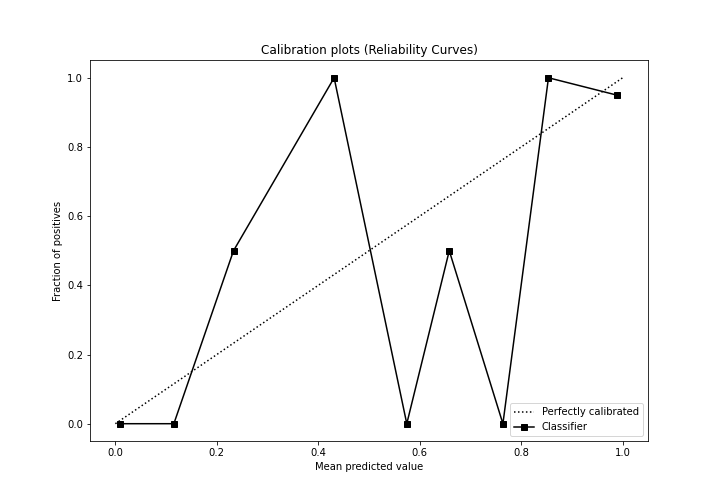 Calibration plots (Reliability Curves)
1.0
0.8
0.6
0.4
0.2
0.0
Fraction of positives
Perfectly calibrated
Classifier
0.0 0.2 0.4 0.6 0.8 1.0
Mean predicted value